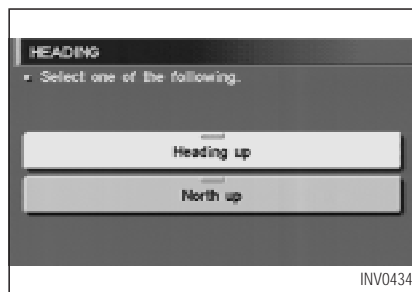 HEADING
Select one of the following.
Heading up
North up
INV0434